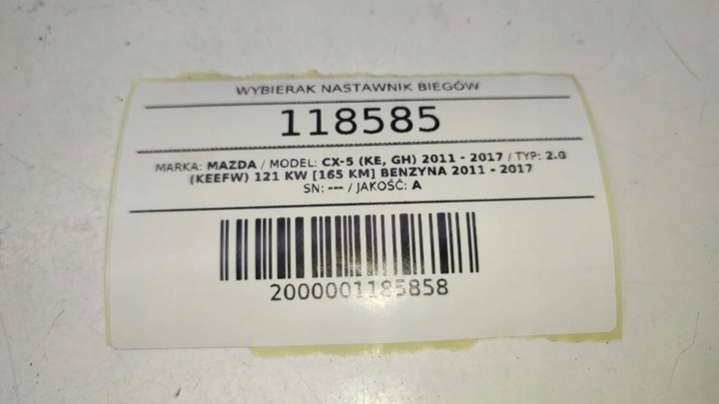 WYBIERAK NASTAWNIK BIEGÓW
118585
MARKA: MAZDA / MODEL: CX-5 (KE, GH) 2011 - 2017 / TYP: 2.0
(KEEFW) 121 KW [165 KM] BENZYNA 2011 - 2017
SN: --- / JAKOŚĆ: A
2000001185858